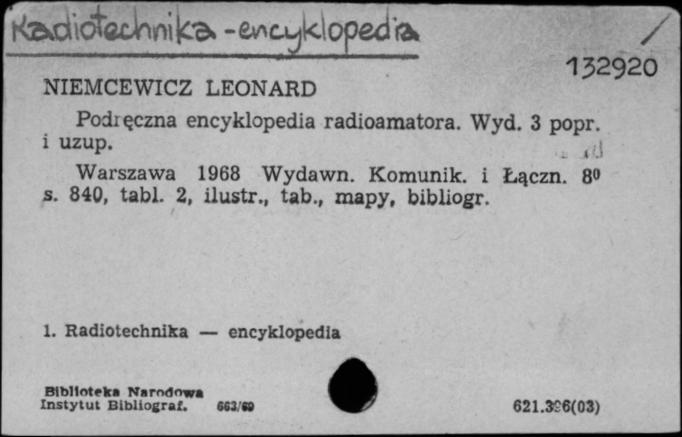 Radiotechnika - encyklopedia
132920
NIEMCEWICZ LEONARD
Podręczna encyklopedia radioamatora. Wyd. 3 popr.
i uzup.
Warszawa 1968 Wydawn. Komunik. i Łączn. 8⁰
s. 840, tabl. 2, ilustr., tab., mapy, bibliogr.
1. Radiotechnika — encyklopedia
Biblioteka Narodowa
Instytut Bibliograf. 663/69
621.396(03)